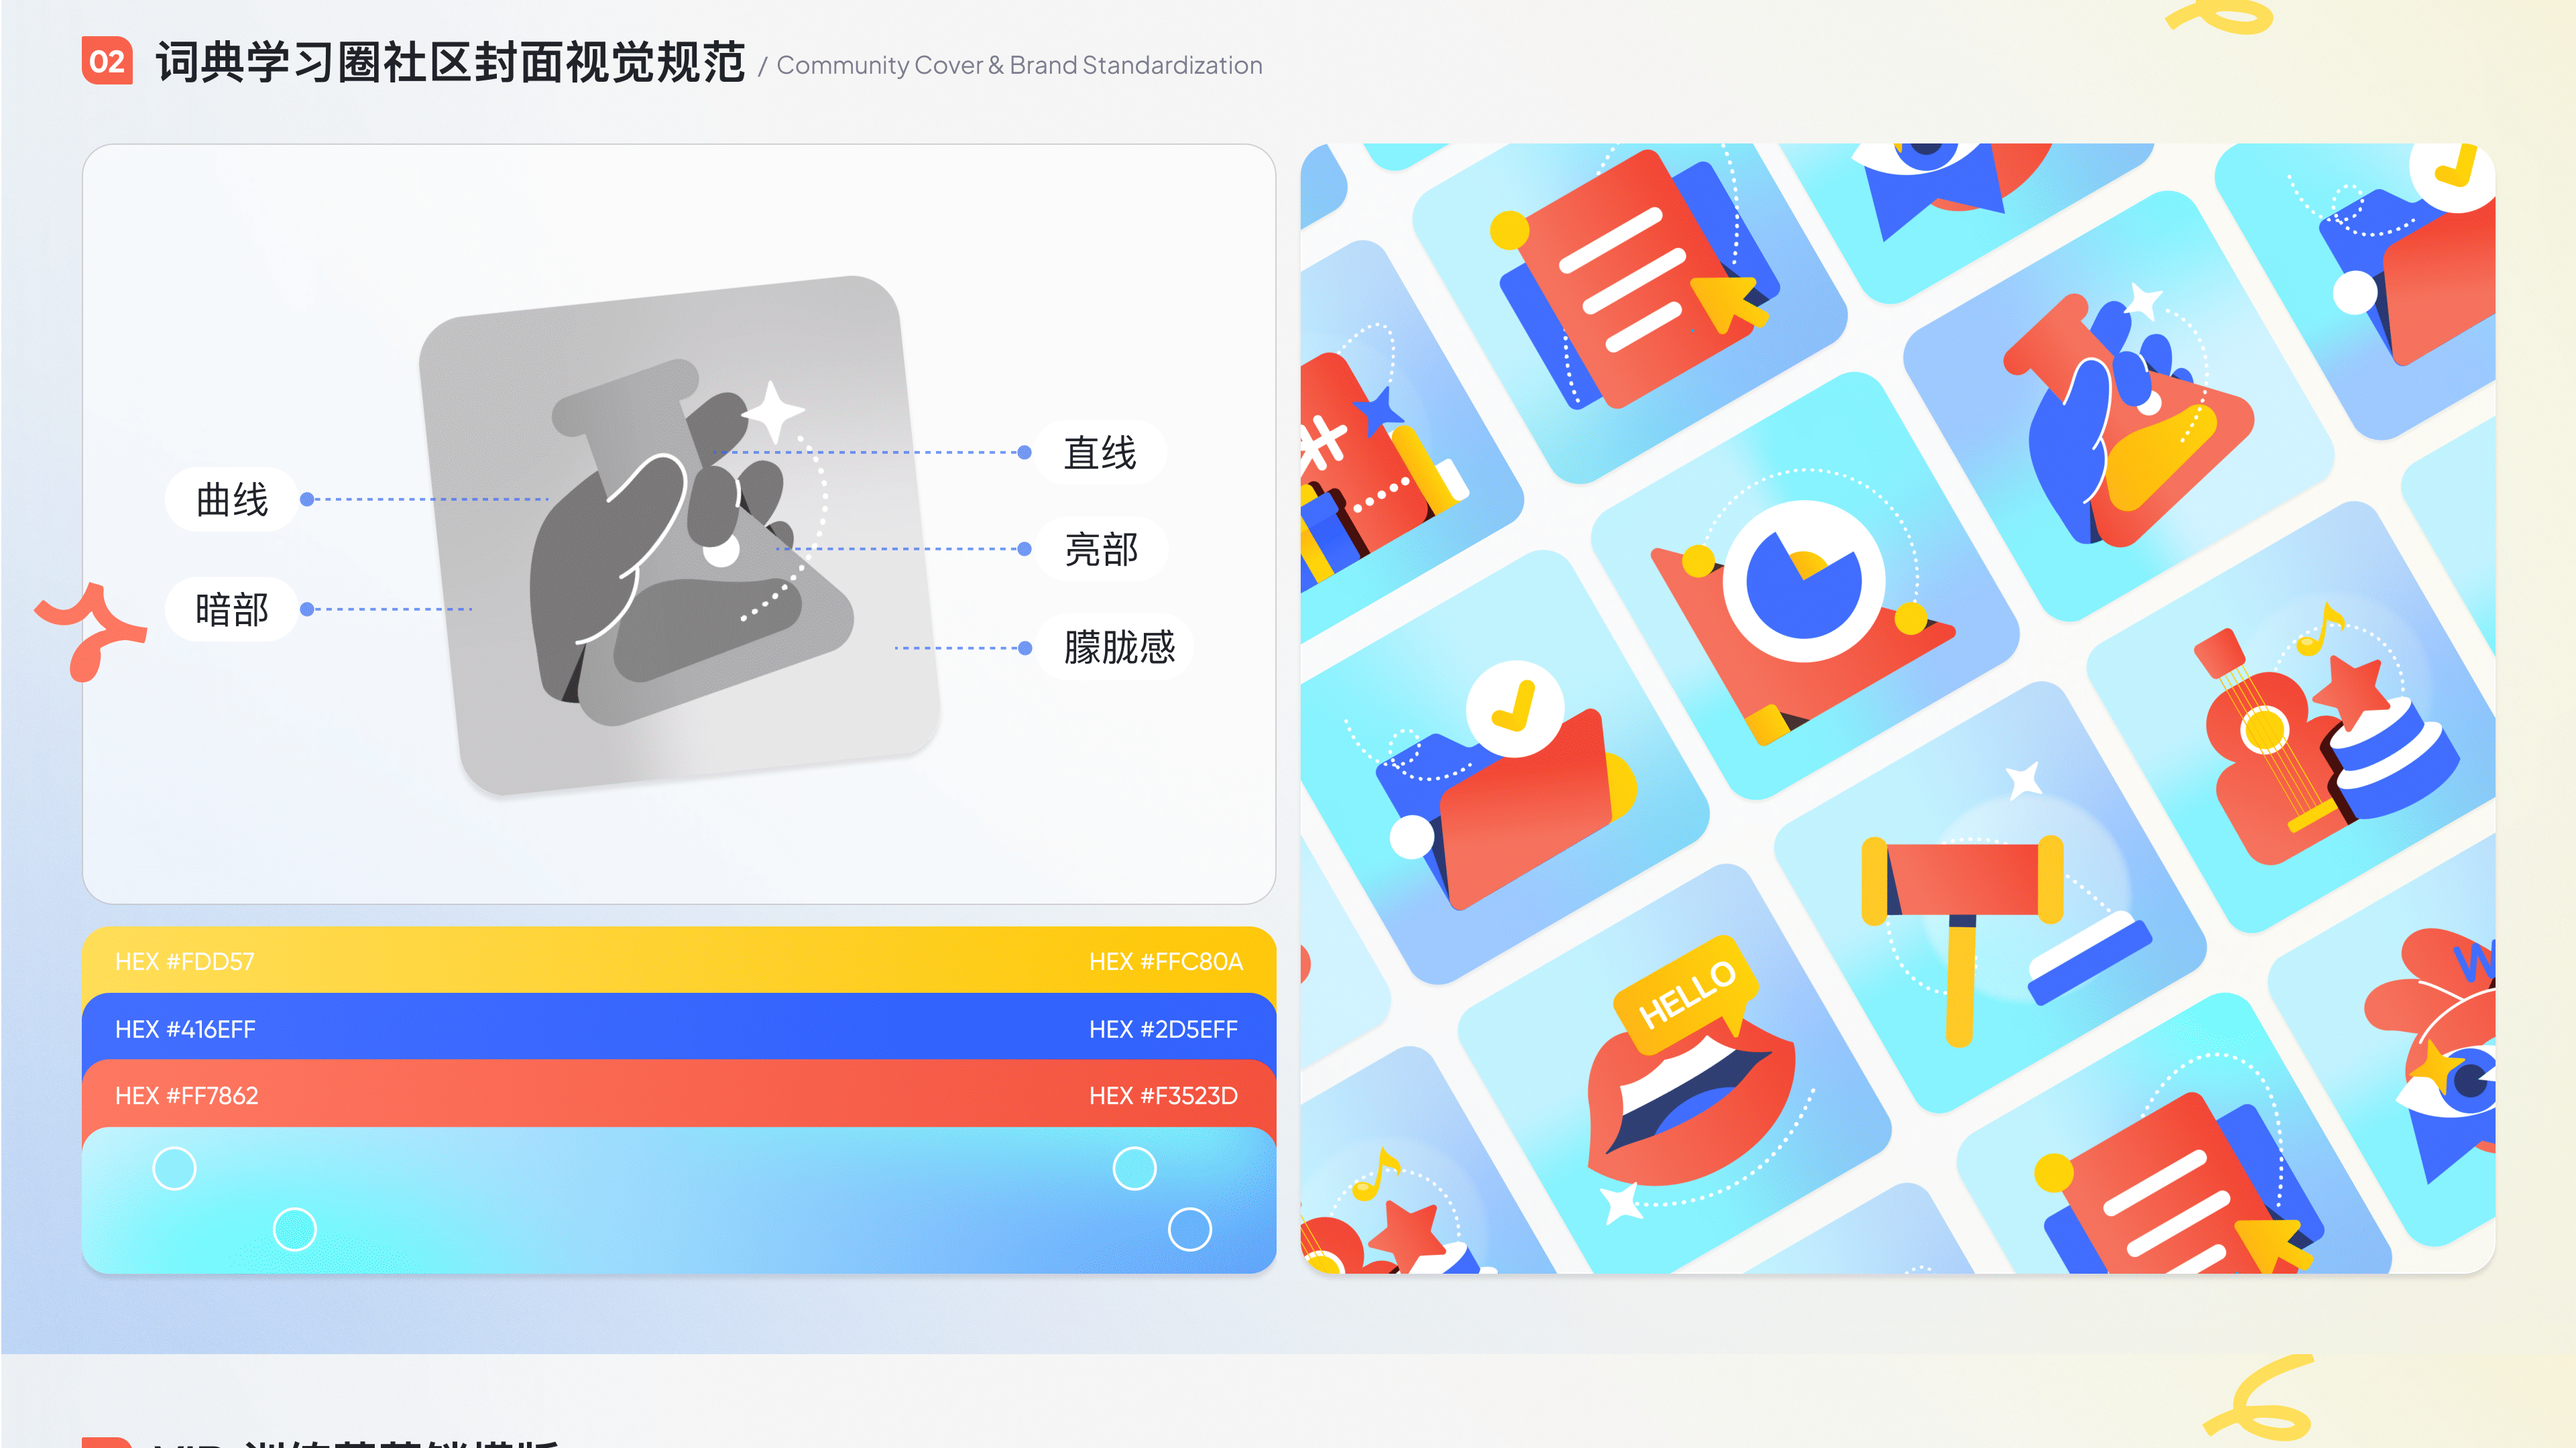 02 词典学习圈社区封面视觉规范 / Community Cover & Brand Standardization
曲线
暗部
直线
亮部
朦胧感
HEX #FDD57
HEX #FFC80A
HEX #416EFF
HEX #2D5EFF
HEX #FF7862
HEX #F3523D
HELLO